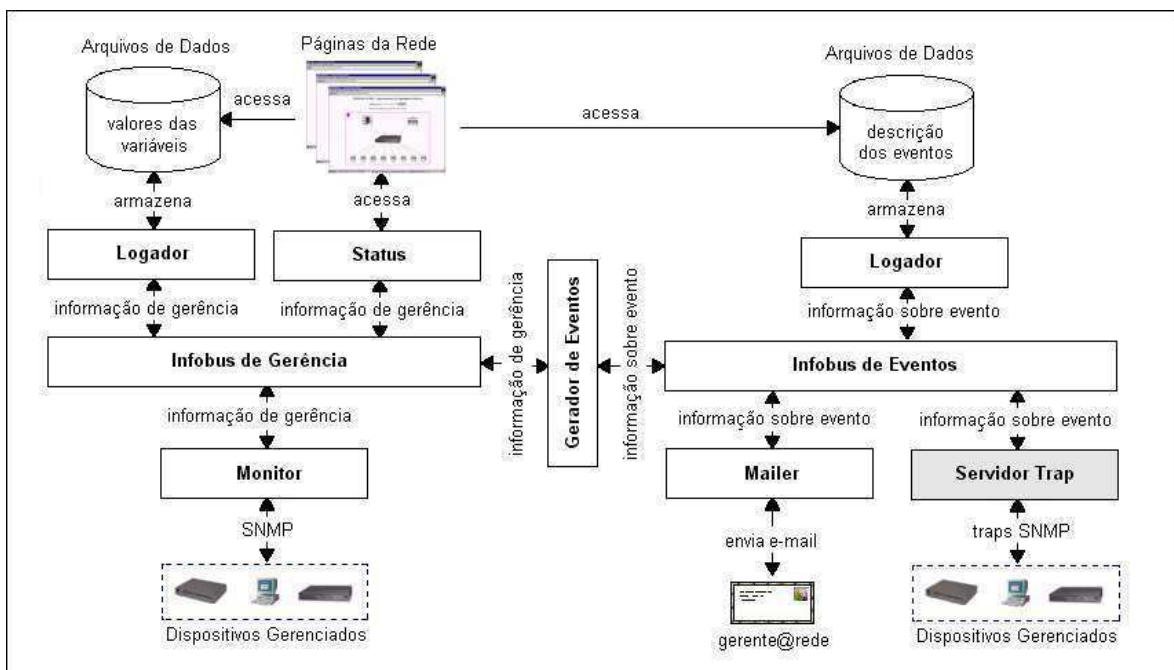 Arquivos de Dados
Páginas da Rede
Arquivos de Dados
acessa
acessa
valores das
variáveis
descrição
dos eventos
armazena
acessa
armazena
Logador
Status
Logador
informação de gerência
informação de gerência
informação sobre evento
Infobus de Gerência
informação de gerência
Gerador de Eventos
informação sobre evento
Infobus de Eventos
informação de gerência
informação sobre evento
informação sobre evento
Monitor
Mailer
Servidor Trap
SNMP
envia e-mail
traps SNMP
Dispositivos Gerenciados
gerente@rede
Dispositivos Gerenciados